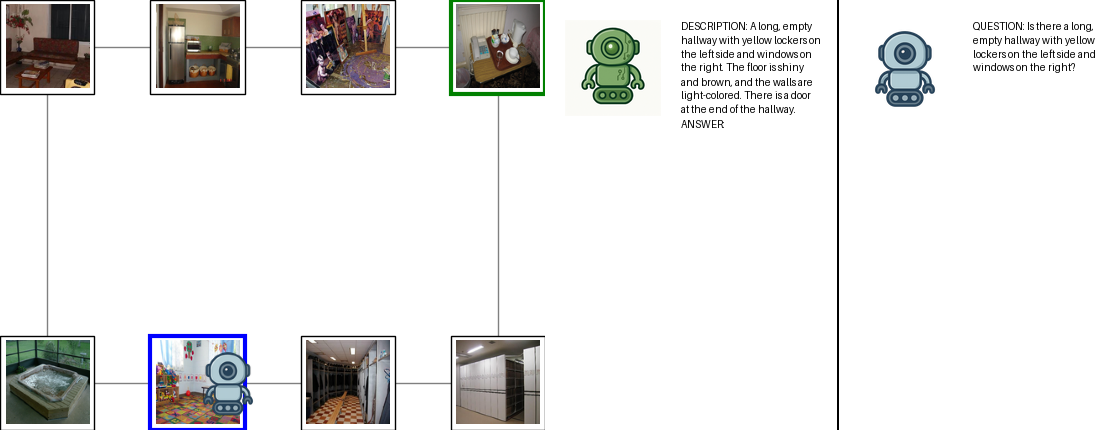 DESCRIPTION: A long, empty
hallway with yellow lockers on
the left side and windows on
the right. The floor is shiny
and brown, and the walls are
light-colored. There is a door
at the end of the hallway.
ANSWER:
QUESTION: Is there a long,
empty hallway with yellow
lockers on the left side and
windows on the right?